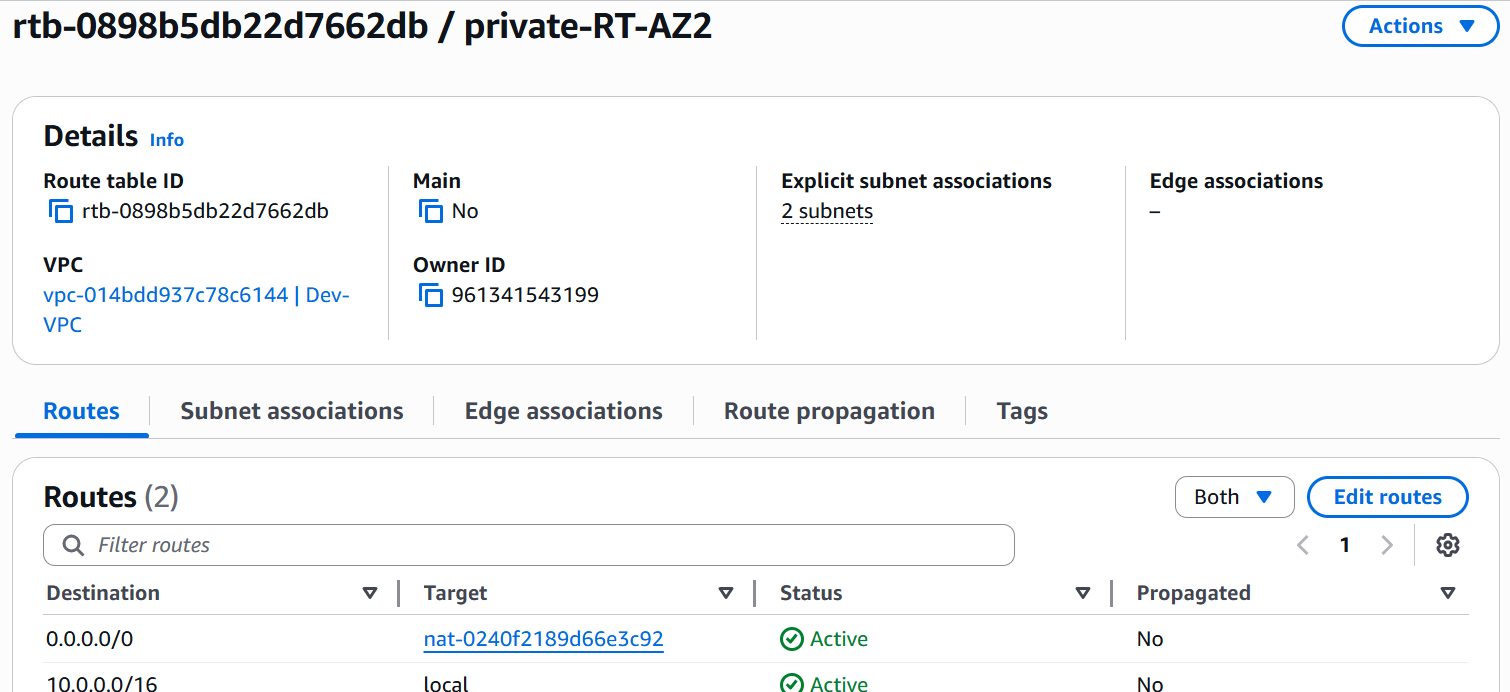 rtb-0898b5db22d7662db / private-RT-AZ2
Actions
Details Info
Route table ID
rtb-0898b5db22d7662db
Main
No
Explicit subnet associations
2 subnets
Edge associations
–
VPC
vpc-014bdd937c78c6144 | Dev-
VPC
Owner ID
961341543199
Routes Subnet associations Edge associations Route propagation Tags
Routes (2)
Both Edit routes
Filter routes
1
Destination Target Status Propagated
0.0.0.0/0 nat-0240f2189d66e3c92 Active No
10.0.0.0/16 local Active No